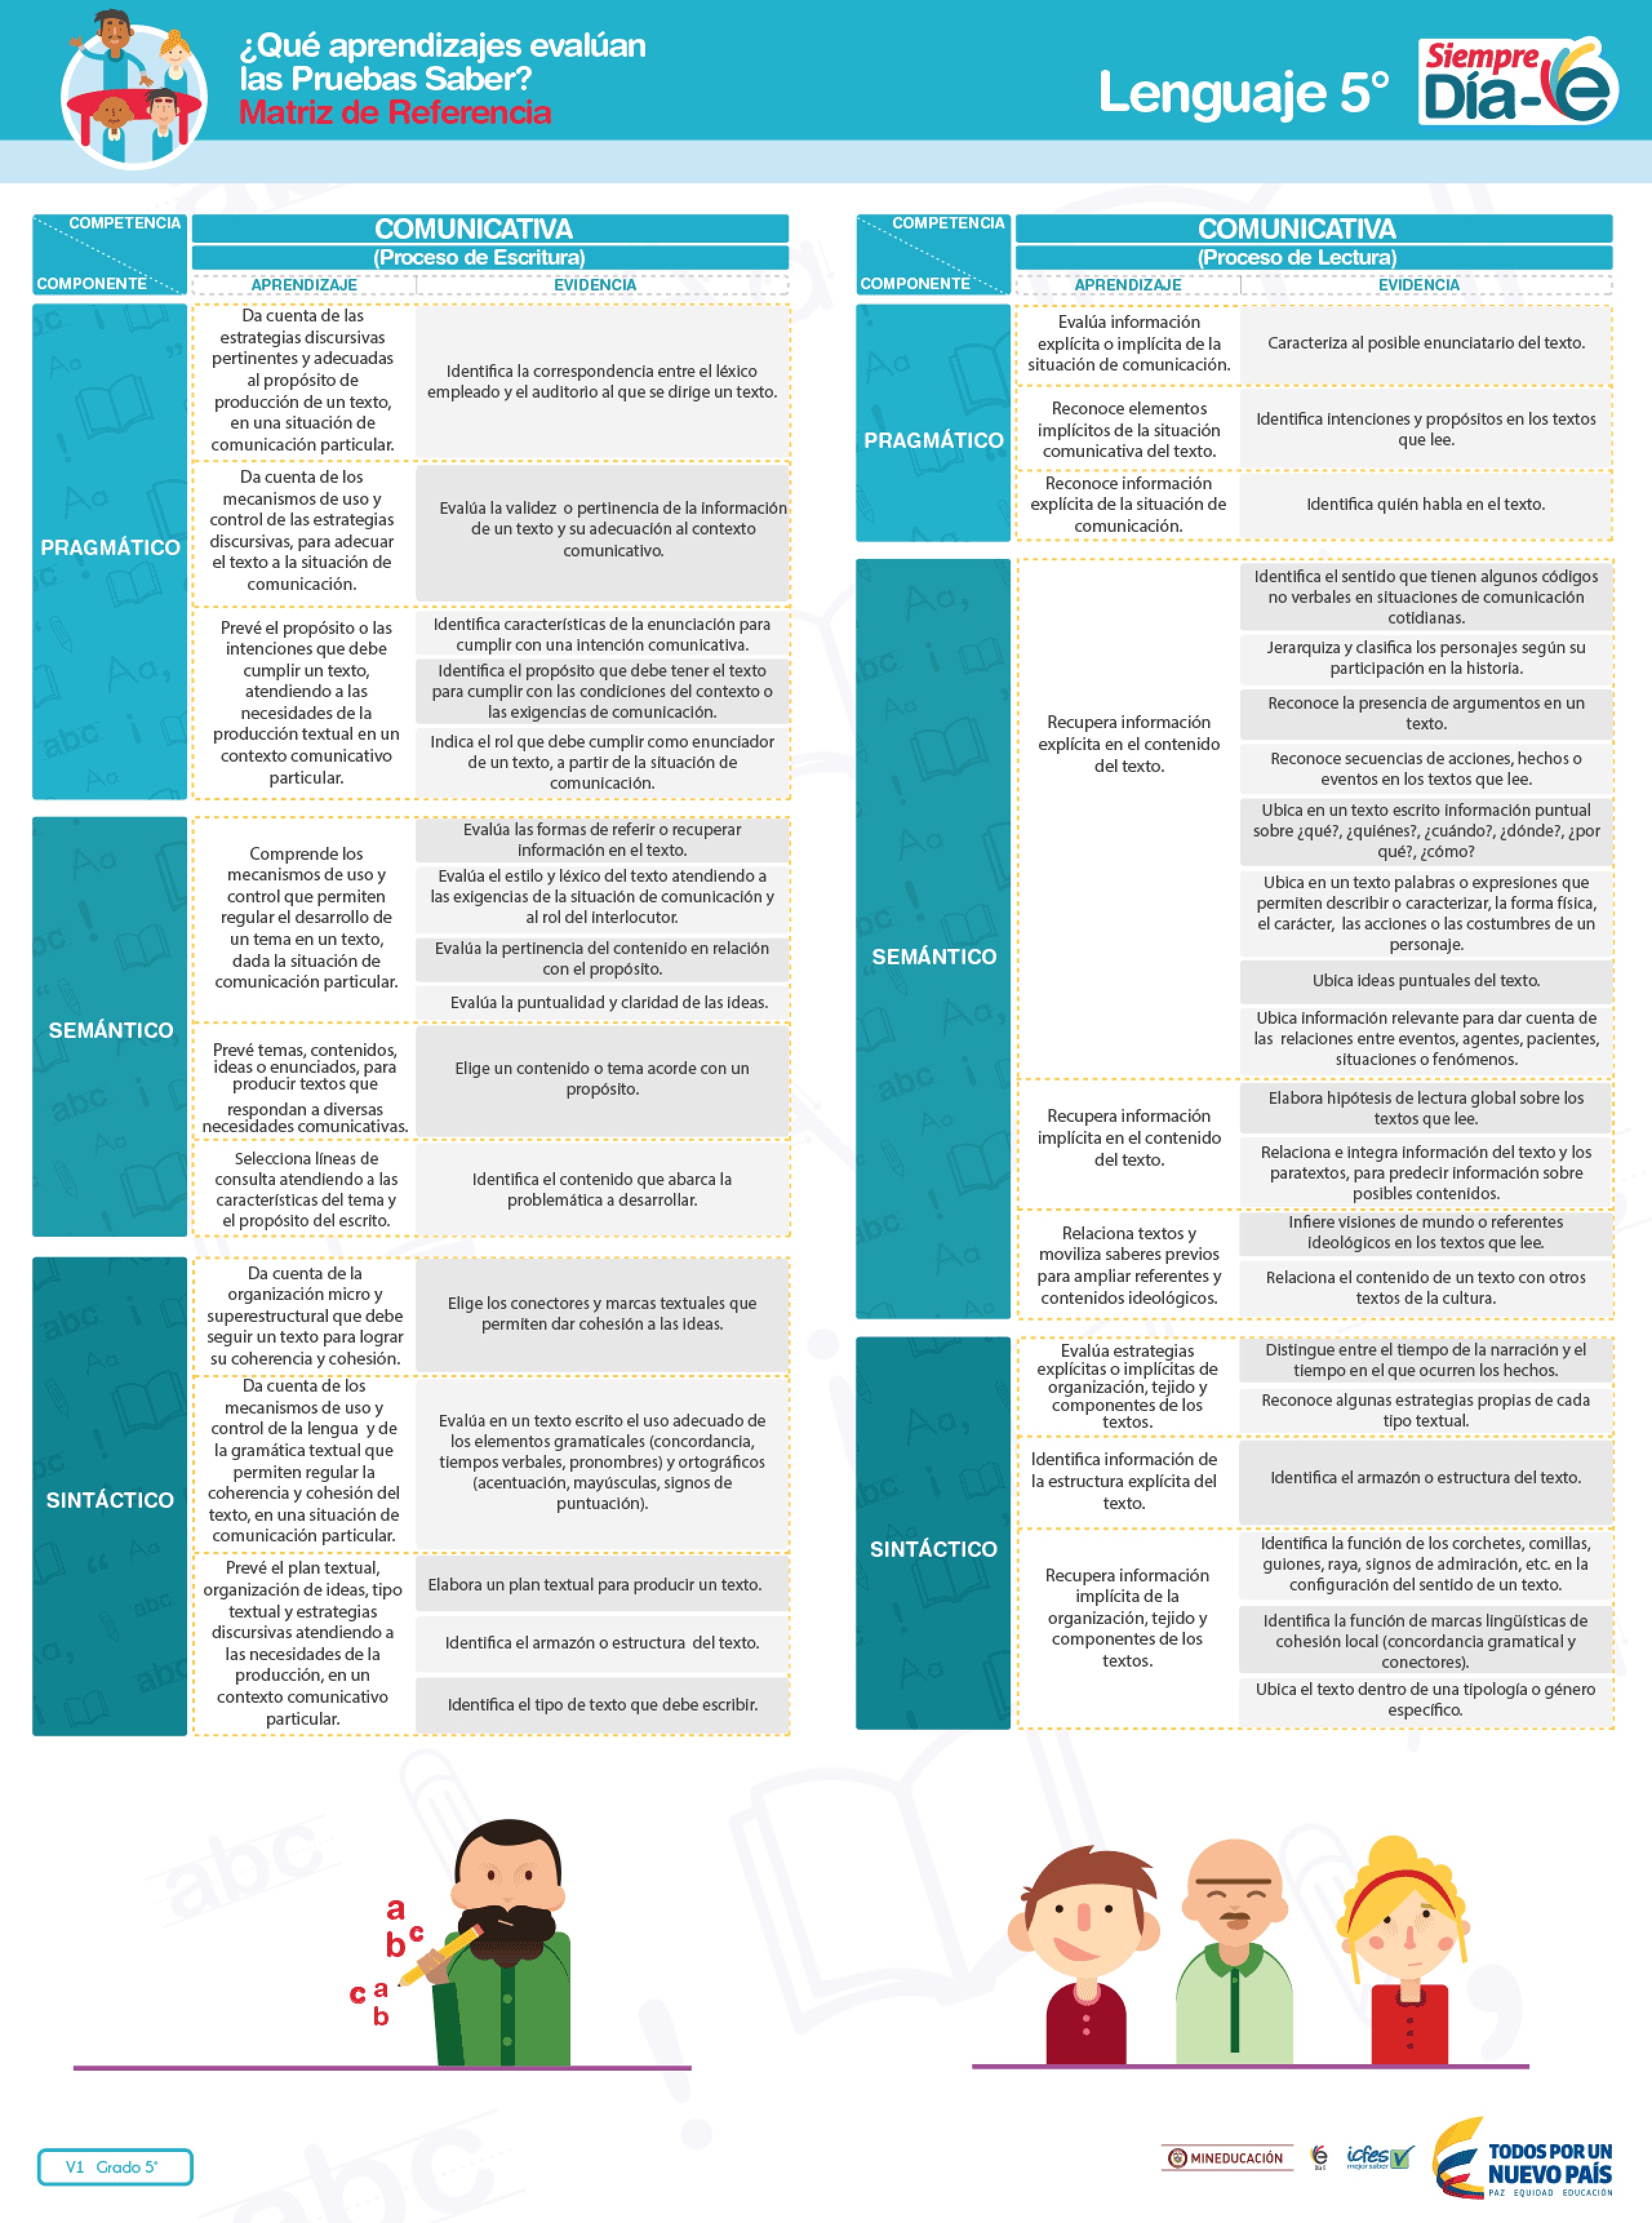 ¿Qué aprendizajes evalúan
las Pruebas Saber?
Matriz de Referencia
Lenguaje 5°
Siempre
Día-e
COMPETENCIA
COMPONENTE
COMUNICATIVA
(Proceso de Escritura)
APRENDIZAJE
EVIDENCIA
PRAGMÁTICO
Da cuenta de las
estrategias discursivas
pertinentes y adecuadas
al propósito de
producción de un texto,
en una situación de
comunicación particular.
Identifica la correspondencia entre el léxico
empleado y el auditorio al que se dirige un texto.
Da cuenta de los
mecanismos de uso y
control de las estrategias
discursivas, para adecuar
el texto a la situación de
comunicación.
Evalúa la validez o pertinencia de la información
de un texto y su adecuación al contexto
comunicativo.
Prevé el propósito o las
intenciones que debe
cumplir un texto,
atendiendo a las
necesidades de la
producción textual en un
contexto comunicativo
particular.
Identifica características de la enunciación para
cumplir con una intención comunicativa.
Identifica el propósito que debe tener el texto
para cumplir con las condiciones del contexto o
las exigencias de comunicación.
Indica el rol que debe cumplir como enunciador
de un texto, a partir de la situación de
comunicación.
SEMÁNTICO
Comprende los
mecanismos de uso y
control que permiten
regular el desarrollo de
un tema en un texto,
dada la situación de
comunicación particular.
Evalúa las formas de referir o recuperar
información en el texto.
Evalúa el estilo y léxico del texto atendiendo a
las exigencias de la situación de comunicación y
al rol del interlocutor.
Evalúa la pertinencia del contenido en relación
con el propósito.
Evalúa la puntualidad y claridad de las ideas.
Prevé temas, contenidos,
ideas o enunciados, para
producir textos que
respondan a diversas
necesidades comunicativas.
Elige un contenido o tema acorde con un
propósito.
Selecciona líneas de
consulta atendiendo a las
características del tema y
el propósito del escrito.
Identifica el contenido que abarca la
problemática a desarrollar.
SINTÁCTICO
Da cuenta de la
organización micro y
superestructural que debe
seguir un texto para lograr
su coherencia y cohesión.
Elige los conectores y marcas textuales que
permiten dar cohesión a las ideas.
Da cuenta de los
mecanismos de uso y
control de la lengua y de
la gramática textual que
permiten regular la
coherencia y cohesión del
texto, en una situación de
comunicación particular.
Evalúa en un texto escrito el uso adecuado de
los elementos gramaticales (concordancia,
tiempos verbales, pronombres) y ortográficos
(acentuación, mayúsculas, signos de
puntuación).
Prevé el plan textual,
organización de ideas, tipo
textual y estrategias
discursivas atendiendo a
las necesidades de la
producción, en un
contexto comunicativo
particular.
Elabora un plan textual para producir un texto.
Identifica el armazón o estructura del texto.
Identifica el tipo de texto que debe escribir.
COMPETENCIA
COMPONENTE
COMUNICATIVA
(Proceso de Lectura)
APRENDIZAJE
EVIDENCIA
PRAGMÁTICO
Evalúa información
explícita o implícita de la
situación de comunicación.
Caracteriza al posible enunciatario del texto.
Reconoce elementos
implícitos de la situación
comunicativa del texto.
Identifica intenciones y propósitos en los textos
que lee.
Reconoce información
explícita de la situación de
comunicación.
Identifica quién habla en el texto.
SEMÁNTICO
Recupera información
explícita en el contenido
del texto.
Identifica el sentido que tienen algunos códigos
no verbales en situaciones de comunicación
cotidianas.
Jerarquiza y clasifica los personajes según su
participación en la historia.
Reconoce la presencia de argumentos en un
texto.
Reconoce secuencias de acciones, hechos o
eventos en los textos que lee.
Ubica en un texto escrito información puntual
sobre ¿qué?, ¿quiénes?, ¿cuándo?, ¿dónde?, ¿por
qué?, ¿cómo?
Ubica en un texto palabras o expresiones que
permiten describir o caracterizar, la forma física,
el carácter, las acciones o las costumbres de un
personaje.
Ubica ideas puntuales del texto.
Ubica información relevante para dar cuenta de
las relaciones entre eventos, agentes, pacientes,
situaciones o fenómenos.
Recupera información
implícita en el contenido
del texto.
Elabora hipótesis de lectura global sobre los
textos que lee.
Relaciona e integra información del texto y los
paratextos, para predecir información sobre
posibles contenidos.
Relaciona textos y
moviliza saberes previos
para ampliar referentes y
contenidos ideológicos.
Infiere visiones de mundo o referentes
ideológicos en los textos que lee.
Relaciona el contenido de un texto con otros
textos de la cultura.
SINTÁCTICO
Evalúa estrategias
explícitas o implícitas de
organización, tejido y
componentes de los
textos.
Distingue entre el tiempo de la narración y el
tiempo en el que ocurren los hechos.
Reconoce algunas estrategias propias de cada
tipo textual.
Identifica información de
la estructura explícita del
texto.
Identifica el armazón o estructura del texto.
Recupera información
implícita de la
organización, tejido y
componentes de los
textos.
Identifica la función de los corchetes, comillas,
guiones, raya, signos de admiración, etc. en la
configuración del sentido de un texto.
Identifica la función de marcas lingüísticas de
cohesión local (concordancia gramatical y
conectores).
Ubica el texto dentro de una tipología o género
específico.
abc
a
b c
c a
b
abc
V1 Grado 5°
MINEDUCACIÓN
e
Día E
icfes
mejor saber
TODOS POR UN
NUEVO PAÍS
PAZ EQUIDAD EDUCACIÓN